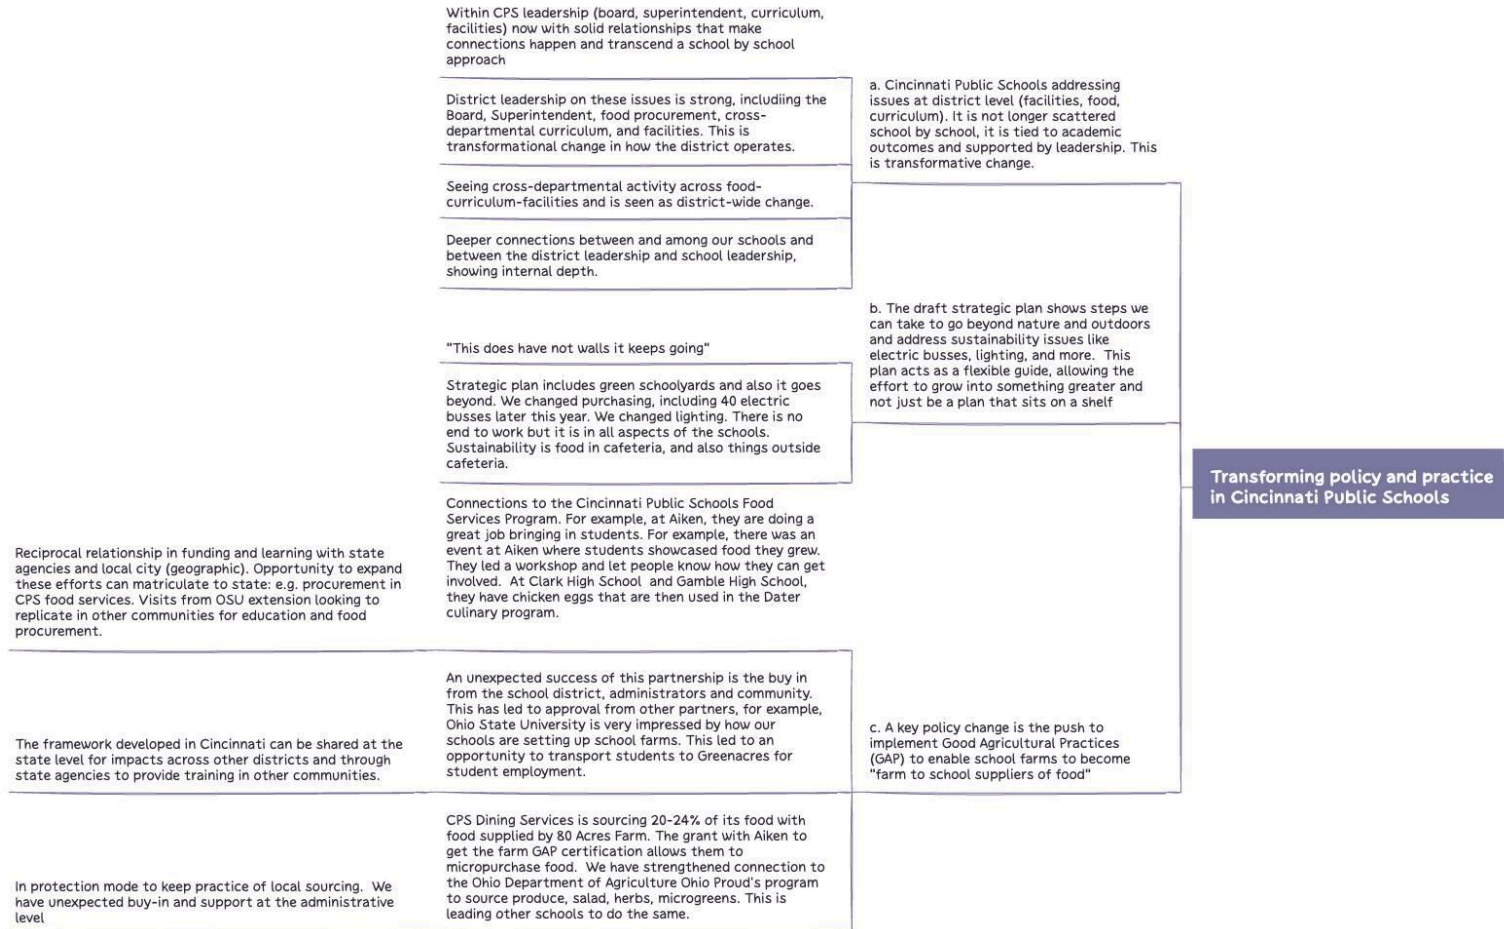 Within CPS leadership (board, superintendent, curriculum,
facilities) now with solid relationships that make
connections happen and transcend a school by school
approach
District leadership on these issues is strong, includiing the
Board, Superintendent, food procurement, cross-
departmental curriculum, and facilities. This is
transformational change in how the district operates.
Seeing cross-departmental activity across food-
curriculum-facilities and is seen as district-wide change.
Deeper connections between and among our schools and
between the district leadership and school leadership,
showing internal depth.
a. Cincinnati Public Schools addressing
issues at district level (facilities, food,
curriculum). It is not longer scattered
school by school, it is tied to academic
outcomes and supported by leadership. This
is transformative change.
"This does have not walls it keeps going"
Strategic plan includes green schoolyards and also it goes
beyond. We changed purchasing, including 40 electric
busses later this year. We changed lighting. There is no
end to work but it is in all aspects of the schools.
Sustainability is food in cafeteria, and also things outside
cafeteria.
b. The draft strategic plan shows steps we
can take to go beyond nature and outdoors
and address sustainability issues like
electric busses, lighting, and more. This
plan acts as a flexible guide, allowing the
effort to grow into something greater and
not just be a plan that sits on a shelf
Transforming policy and practice
in Cincinnati Public Schools
Reciprocal relationship in funding and learning with state
agencies and local city (geographic). Opportunity to expand
these efforts can matriculate to state: e.g. procurement in
CPS food services. Visits from OSU extension looking to
replicate in other communities for education and food
procurement.
Connections to the Cincinnati Public Schools Food
Services Program. For example, at Aiken, they are doing a
great job bringing in students. For example, there was an
event at Aiken where students showcased food they grew.
They led a workshop and let people know how they can get
involved. At Clark High School and Gamble High School,
they have chicken eggs that are then used in the Dater
culinary program.
The framework developed in Cincinnati can be shared at the
state level for impacts across other districts and through
state agencies to provide training in other communities.
An unexpected success of this partnership is the buy in
from the school district, administrators and community.
This has led to approval from other partners, for example,
Ohio State University is very impressed by how our
schools are setting up school farms. This led to an
opportunity to transport students to Greenacres for
student employment.
c. A key policy change is the push to
implement Good Agricultural Practices
(GAP) to enable school farms to become
"farm to school suppliers of food"
In protection mode to keep practice of local sourcing. We
have unexpected buy-in and support at the administrative
level
CPS Dining Services is sourcing 20-24% of its food with
food supplied by 80 Acres Farm. The grant with Aiken to
get the farm GAP certification allows them to
micropurchase food. We have strengthened connection to
the Ohio Department of Agriculture Ohio Proud's program
to source produce, salad, herbs, microgreens. This is
leading other schools to do the same.